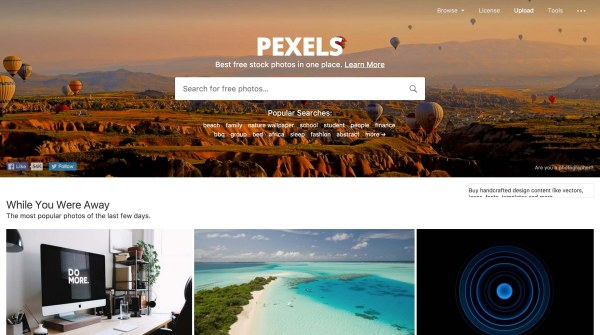 Browse License Upload Tools
PEXELS
Best free stock photos in one place. Learn More
Search for free photos...
Popular Searches:
beach family nature wallpaper school student people finance
bbq group bed africa sleep fashion abstract more →
Like 54K Follow
Are you a photographer?
Buy handcrafted design content like vectors,
While You Were Away
The most popular photos of the last few days.
DO
MORE.